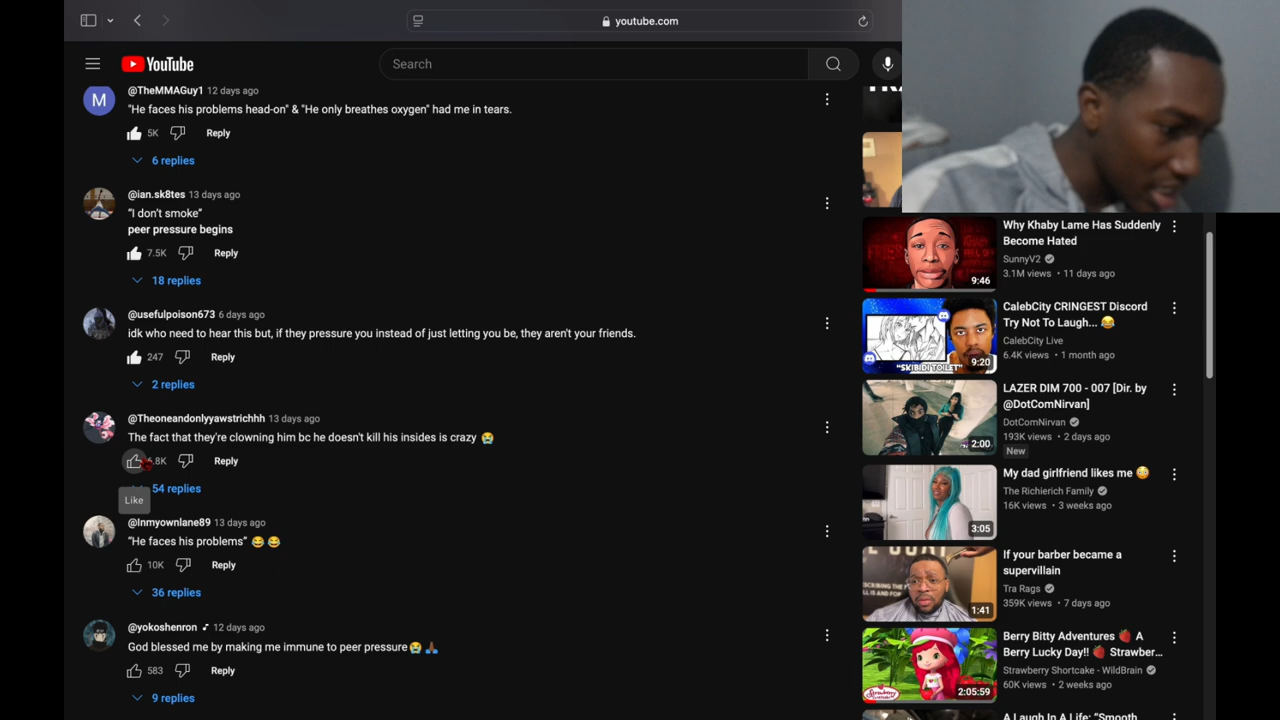 youtube.com
YouTube
Search
M
@TheMMAGuy1 12 days ago
"He faces his problems head-on" & "He only breathes oxygen" had me in tears.
5K Reply
6 replies
@ian.sk8tes 13 days ago
“I don’t smoke”
peer pressure begins
7.5K Reply
18 replies
@usefulpoison673 6 days ago
idk who need to hear this but, if they pressure you instead of just letting you be, they aren't your friends.
247 Reply
2 replies
@Theoneandonlyyawstrichhh 13 days ago
The fact that they're clowning him bc he doesn't kill his insides is crazy 😭
.8K Reply
54 replies
Like
@Inmyownlane89 13 days ago
“He faces his problems” 😂😂
10K Reply
36 replies
@yokoshenron 12 days ago
God blessed me by making me immune to peer pressure😭🙏🏾
583 Reply
9 replies
Why Khaby Lame Has Suddenly
Become Hated
SunnyV2
3.1M views • 11 days ago
9:46
CalebCity CRINGEST Discord
Try Not To Laugh... 😂
CalebCity Live
6.4K views • 1 month ago
"SKIBIDI TOILET"
9:20
LAZER DIM 700 - 007 [Dir. by
@DotComNirvan]
DotComNirvan
193K views • 2 days ago
New
2:00
My dad girlfriend likes me 😳
The Richierich Family
16K views • 3 weeks ago
3:05
If your barber became a
supervillain
Tra Rags
359K views • 7 days ago
1:41
Berry Bitty Adventures 🍓 A
Berry Lucky Day!! 🍓 Strawber...
Strawberry Shortcake - WildBrain
60K views • 2 weeks ago
Strawberry Shortcake
2:05:59
A Laugh In A Life: “Smooth